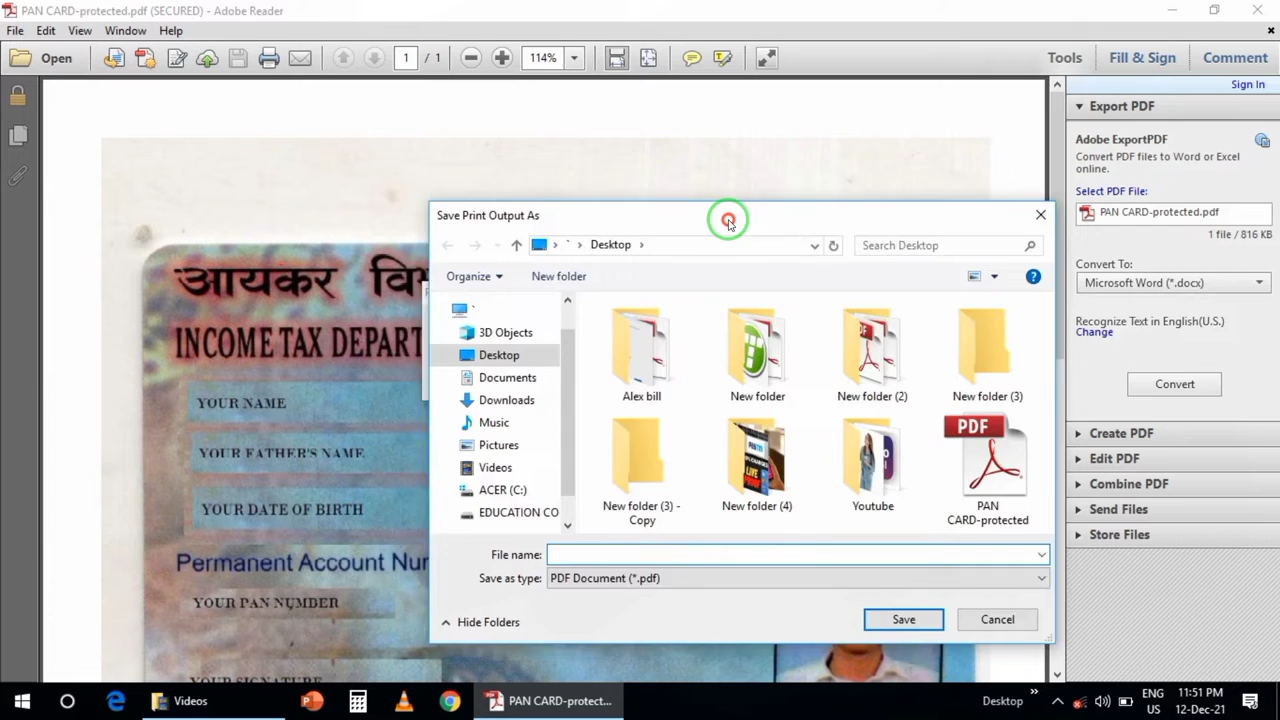 PAN CARD-protected.pdf (SECURED) - Adobe Reader
File Edit View Window Help
Open 1 / 1 114% Tools Fill & Sign Comment
Sign In
Export PDF
Adobe ExportPDF
Convert PDF files to Word or Excel
online.
Select PDF File:
PAN CARD-protected.pdf
1 file / 816 KB
Convert To:
Microsoft Word (*.docx)
Recognize Text in English(U.S.)
Change
Convert
Create PDF
Edit PDF
Combine PDF
Send Files
Store Files
आयकर
INCOME TAX DEPAR
YOUR NAME
YOUR FATHER'S NAME
YOUR DATE OF BIRTH
Permanent Account Nur
YOUR PAN NUMBER
YOUR SIGNATURE
Save Print Output As
Desktop
Search Desktop
Organize New folder
3D Objects
Desktop
Documents
Downloads
Music
Pictures
Videos
ACER (C:)
EDUCATION CO
Alex bill
New folder
New folder (2)
New folder (3)
New folder (3) -
Copy
New folder (4)
Youtube
PDF
PAN
CARD-protected
File name:
Save as type: PDF Document (*.pdf)
Hide Folders
Save Cancel
Videos
PAN CARD-protect...
Desktop
ENG
US
11:51 PM
12-Dec-21